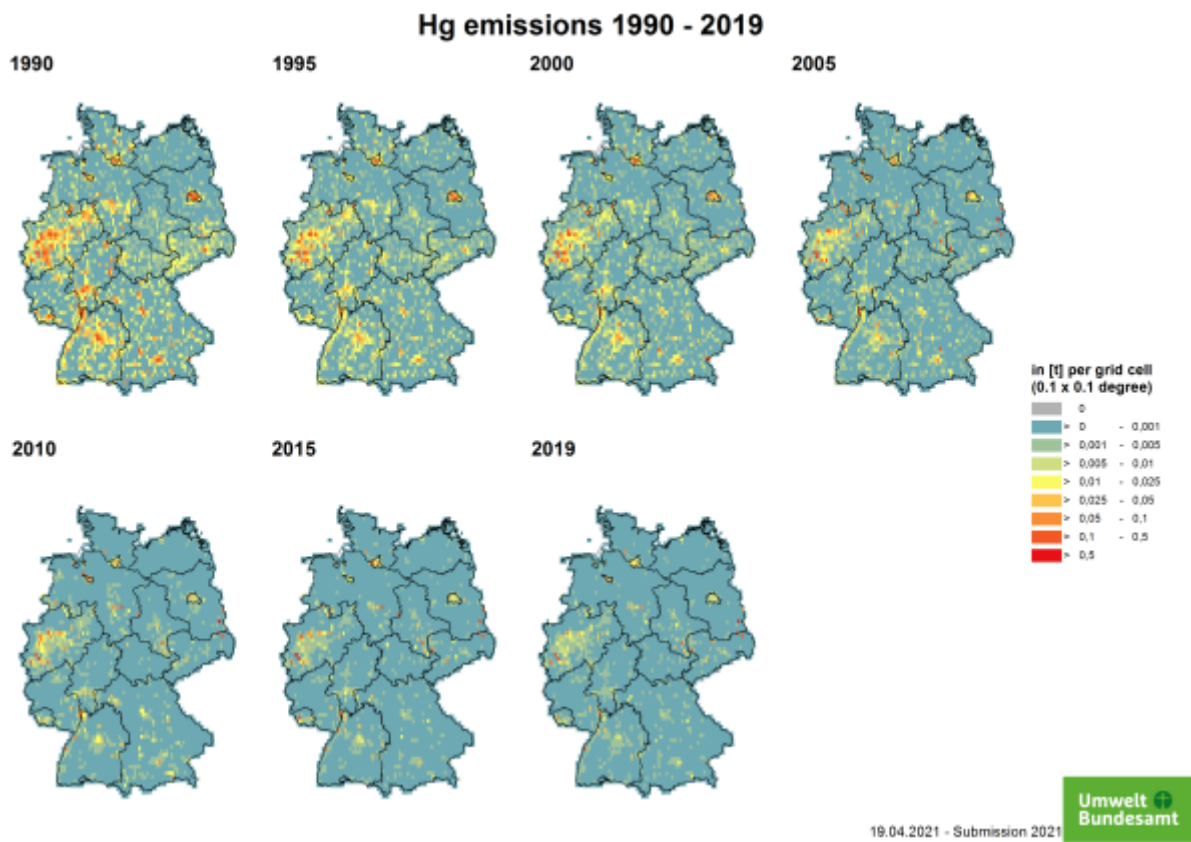 Hg emissions 1990 - 2019
1990
1995
2000
2005
2010
2015
2019
in [t] per grid cell
(0.1 x 0.1 degree)
0
> 0 - 0,001
> 0,001 - 0,005
> 0,005 - 0,01
> 0,01 - 0,025
> 0,025 - 0,05
> 0,05 - 0,1
> 0,1 - 0,5
> 0,5
19.04.2021 - Submission 2021
Umwelt
Bundesamt